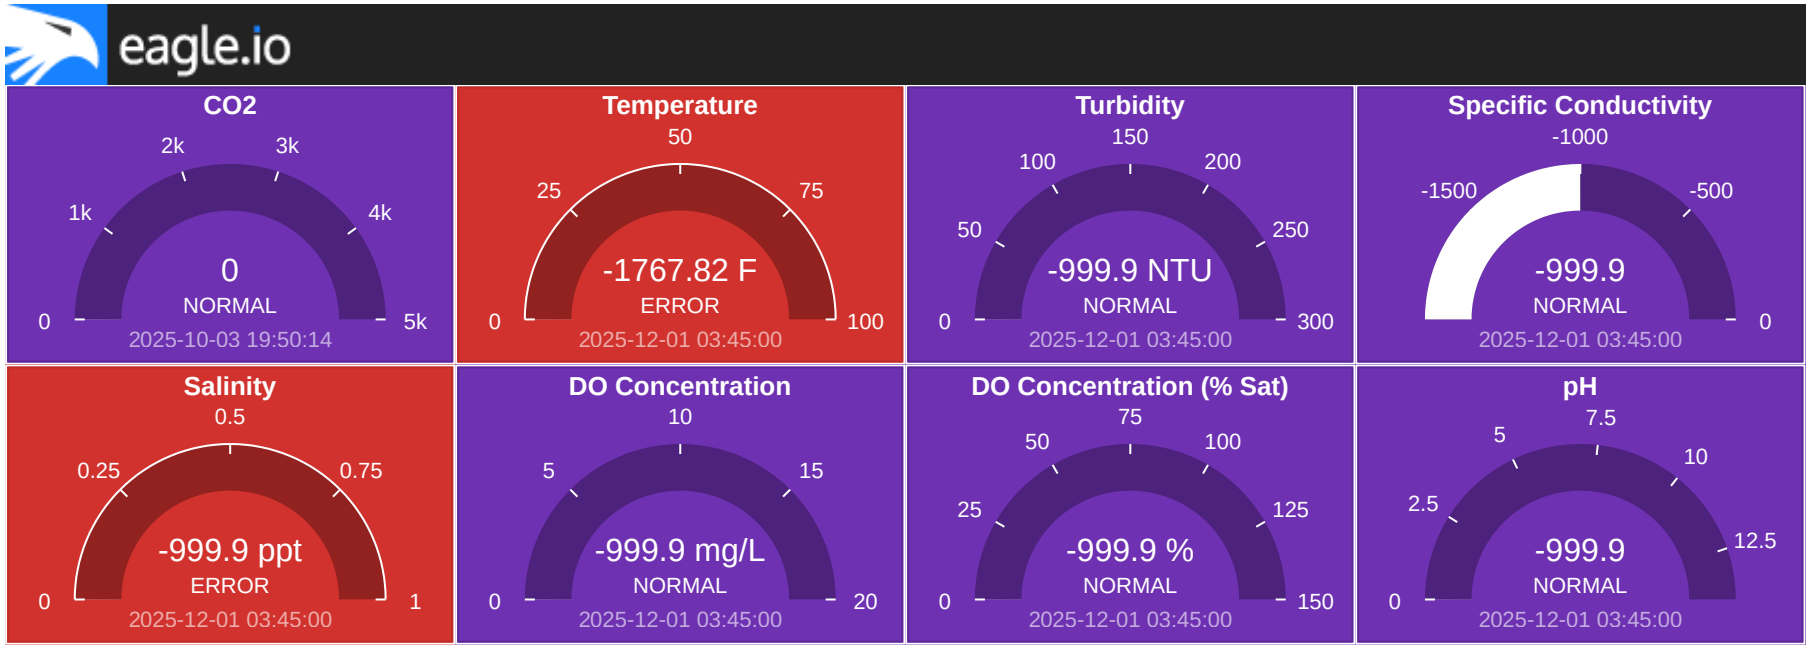 eagle.io
CO2
2k
3k
1k
4k
0
NORMAL
0
5k
2025-10-03 19:50:14
Temperature
50
25
75
-1767.82 F
ERROR
0
100
2025-12-01 03:45:00
Turbidity
150
100
200
50
250
-999.9 NTU
NORMAL
0
300
2025-12-01 03:45:00
Specific Conductivity
-1000
-1500
-500
-999.9
NORMAL
0
2025-12-01 03:45:00
Salinity
0.5
0.25
0.75
-999.9 ppt
ERROR
0
1
2025-12-01 03:45:00
DO Concentration
10
5
15
-999.9 mg/L
NORMAL
0
20
2025-12-01 03:45:00
DO Concentration (% Sat)
75
50
100
25
125
-999.9 %
NORMAL
0
150
2025-12-01 03:45:00
pH
7.5
5
10
2.5
12.5
-999.9
NORMAL
0
2025-12-01 03:45:00